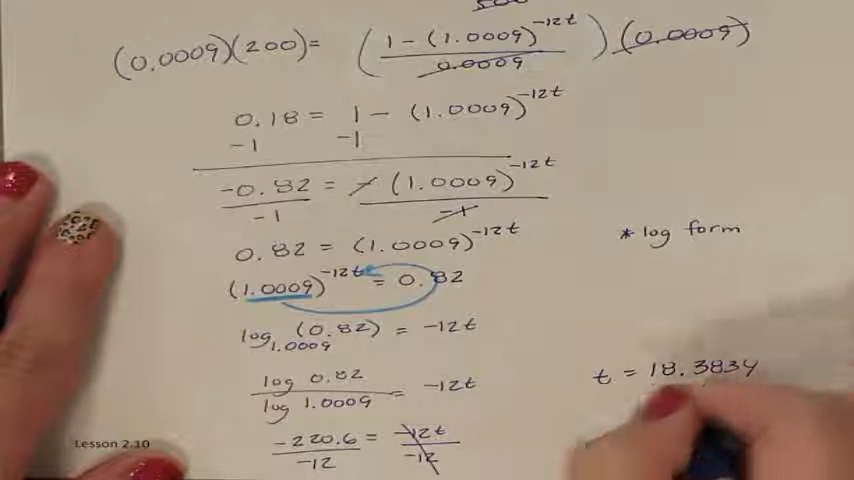 (0.0009)(200) = (1 - (1.0009)^-12t / 0.0009) (0.0009)
0.18 = 1 - (1.0009)^-12t
-1 -1
-0.82 / -1 = - (1.0009)^-12t / -1
0.82 = (1.0009)^-12t
* log form
(1.0009)^-12t = 0.82
log_1.0009 (0.82) = -12t
log 0.82 / log 1.0009 = -12t
t = 18.3834
-220.6 / -12 = -12t / -12
Lesson 2.10